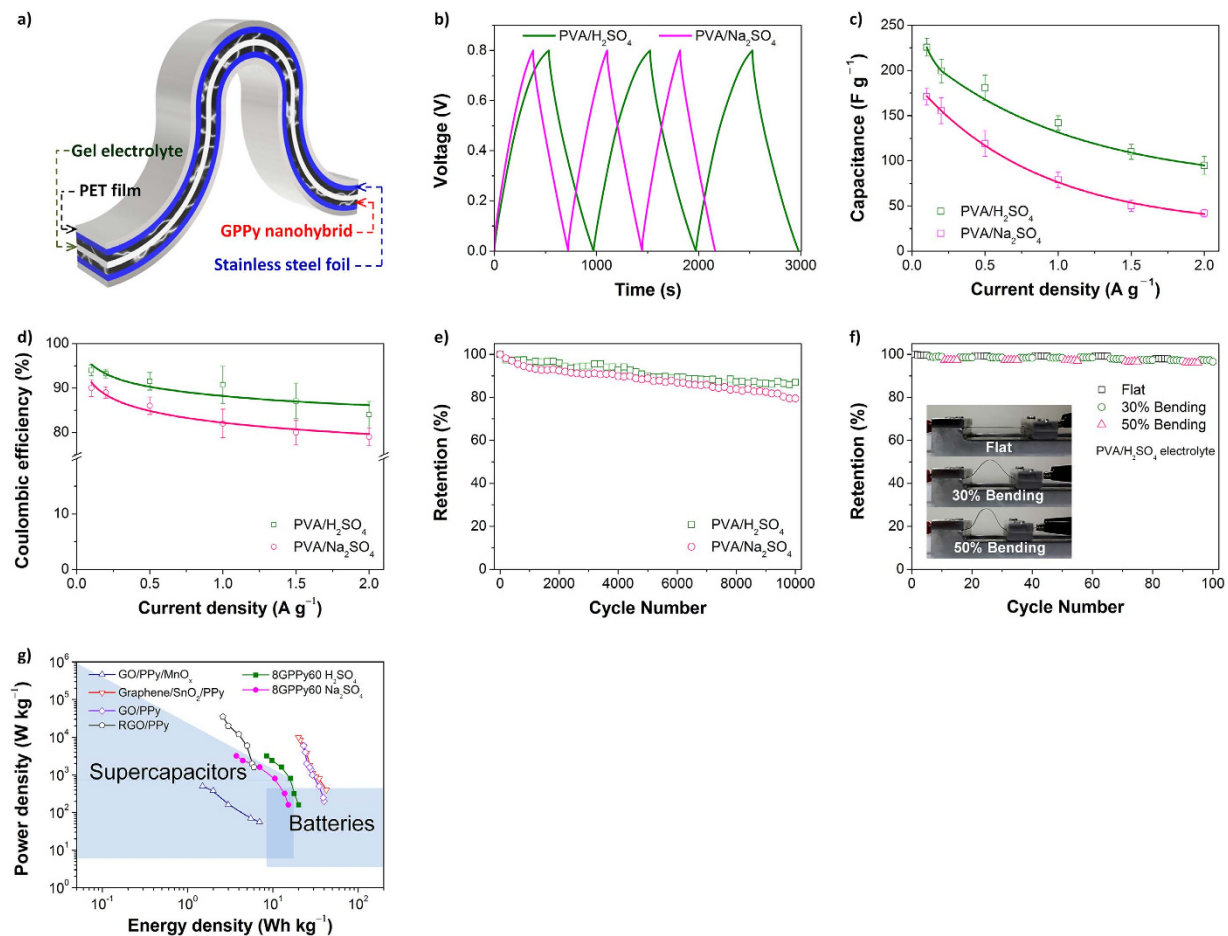 a)
Gel electrolyte
PET film
GPPy nanohybrid
Stainless steel foil
b)
PVA/H₂SO₄ PVA/Na₂SO₄
Voltage (V)
0.8
0.6
0.4
0.2
0.0
0 1000 2000 3000
Time (s)
c)
Capacitance (F g⁻¹)
250
200
150
100
50
0
PVA/H₂SO₄
PVA/Na₂SO₄
0.0 0.5 1.0 1.5 2.0
Current density (A g⁻¹)
d)
Coulombic efficiency (%)
100
90
80
10
0
PVA/H₂SO₄
PVA/Na₂SO₄
0.0 0.5 1.0 1.5 2.0
Current density (A g⁻¹)
e)
Retention (%)
100
80
60
40
20
0
PVA/H₂SO₄
PVA/Na₂SO₄
0 2000 4000 6000 8000 10000
Cycle Number
f)
Retention (%)
100
80
60
40
20
0
Flat
30% Bending
50% Bending
PVA/H₂SO₄ electrolyte
Flat
30% Bending
50% Bending
0 20 40 60 80 100
Cycle Number
g)
Power density (W kg⁻¹)
10⁶
10⁵
10⁴
10³
10²
10¹
10⁰
GO/PPy/MnOₓ 8GPPy60 H₂SO₄
Graphene/SnO₂/PPy 8GPPy60 Na₂SO₄
GO/PPy
RGO/PPy
Supercapacitors
Batteries
10⁻¹ 10⁰ 10¹ 10²
Energy density (Wh kg⁻¹)